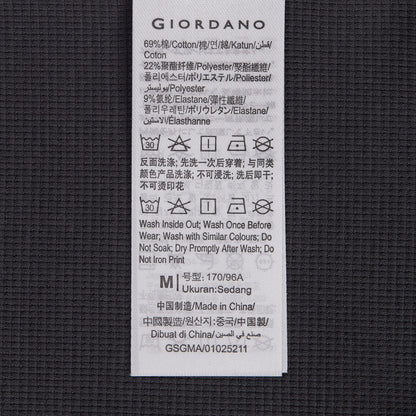 GIORDANO
69%棉/Cotton/棉/면/綿/Katun/قطن/
Coton
22%聚酯纤维/Polyester/聚酯纖維/
폴리에스터/ポリエステル/Poliester/
بوليستر/Polyester
9%氨纶/Elastane/彈性纖維/
폴리우레탄/ポリウレタン/Elastane/
الاستين/Élasthanne
30
反面洗涤; 先洗一次后穿着; 与同类
颜色产品洗涤; 不可浸洗; 洗后即干;
不可烫印花
30
Wash Inside Out; Wash Once Before
Wear; Wash with Similar Colours; Do
Not Soak; Dry Promptly After Wash; Do
Not Iron Print
M 号型: 170/96A
Ukuran: Sedang
中国制造/Made in China/
中國製造/원산지:중국/中国製/
Dibuat di China/صنع في الصين
GSGMA/01025211